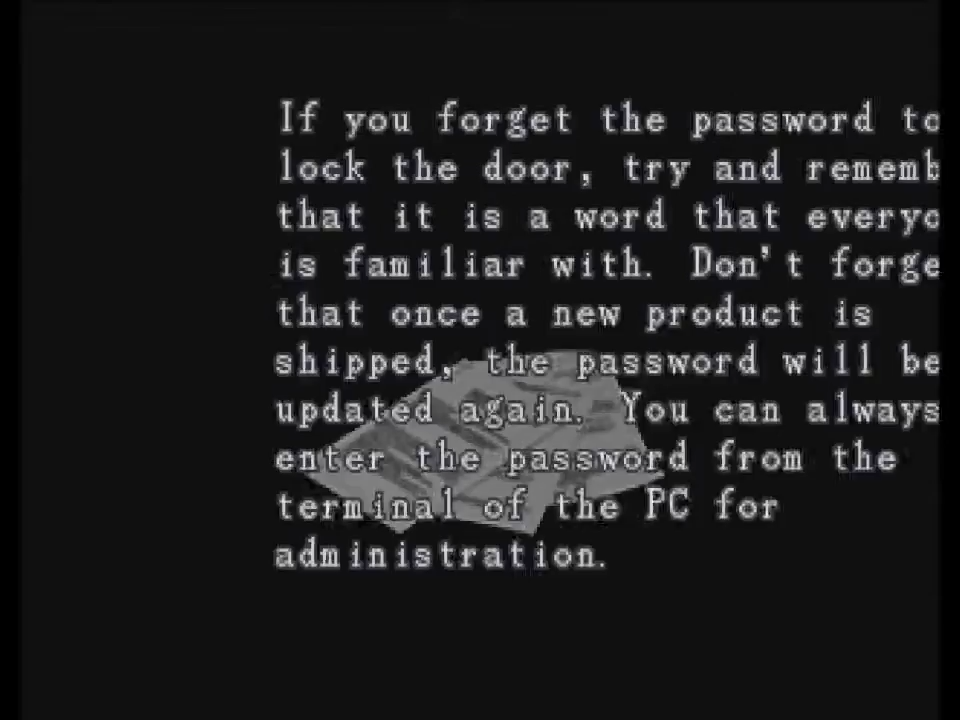 If you forget the password to
lock the door, try and rememb
that it is a word that everyo
is familiar with. Don't forge
that once a new product is
shipped, the password will be
updated again. You can always
enter the password from the
terminal of the PC for
administration.